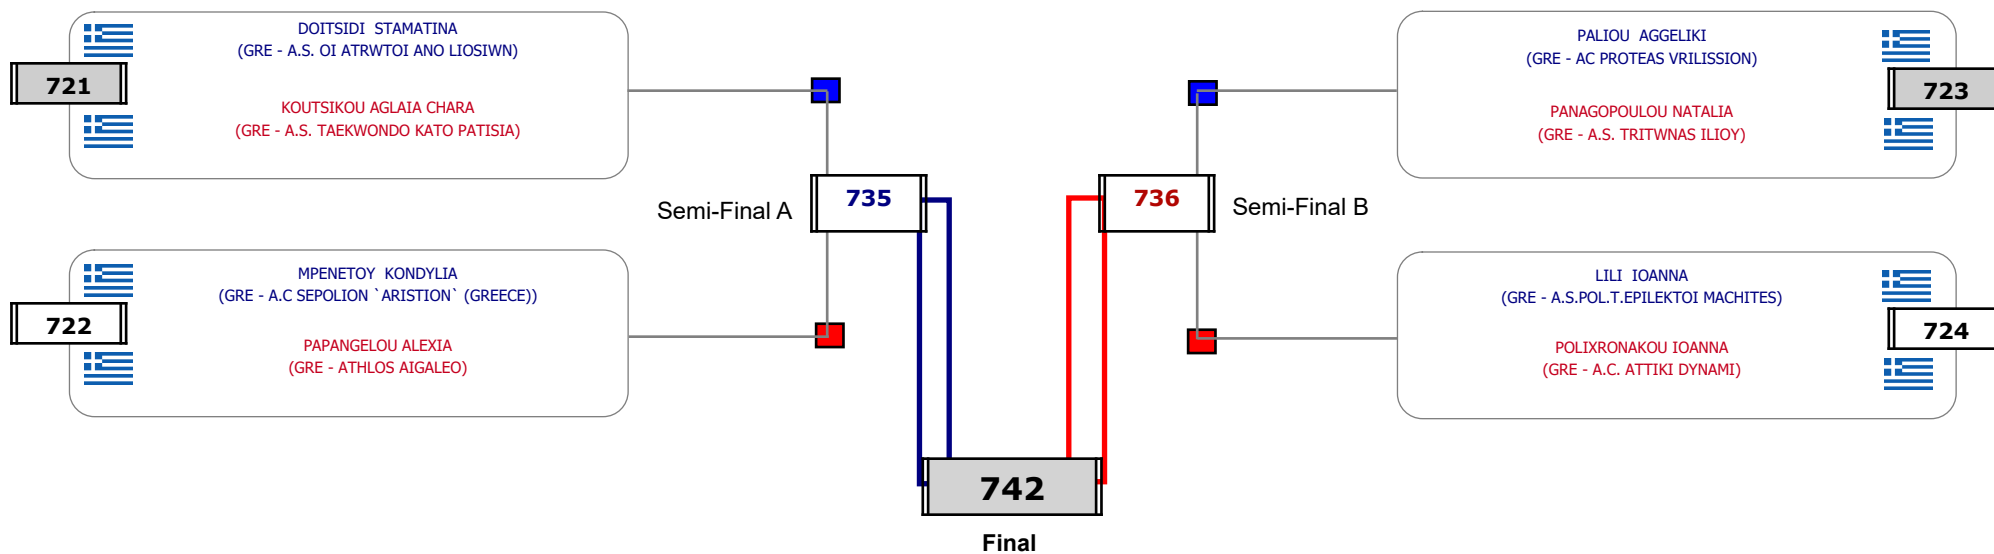 DOITSIDI STAMATINA
(GRE - A.S. OI ATRWTOI ANO LIOSIWN)
721
KOUTSIKOU AGLAIA CHARA
(GRE - A.S. TAEKWONDO KATO PATISIA)
MPENETOY KONDYLIA
(GRE - A.C SEPOLION `ARISTION` (GREECE))
722
PAPANGELOU ALEXIA
(GRE - ATHLOS AIGALEO)
Semi-Final A
735
736
Semi-Final B
PALIOU AGGELIKI
(GRE - AC PROTEAS VRILISSION)
723
PANAGOPOULOU NATALIA
(GRE - A.S. TRITWNAS ILIOY)
LILI IOANNA
(GRE - A.S.POL.T.EPILEKTOI MACHITES)
724
POLIXRONAKOU IOANNA
(GRE - A.C. ATTIKI DYNAMI)
742
Final